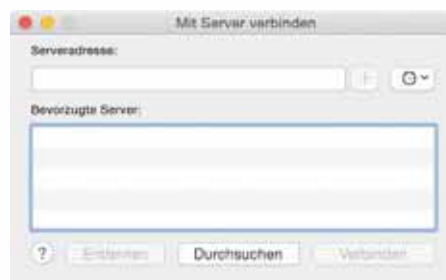 Mit Server verbinden
Serveradresse:
+
Bevorzugte Server:
? Entfernen Durchsuchen Verbinden